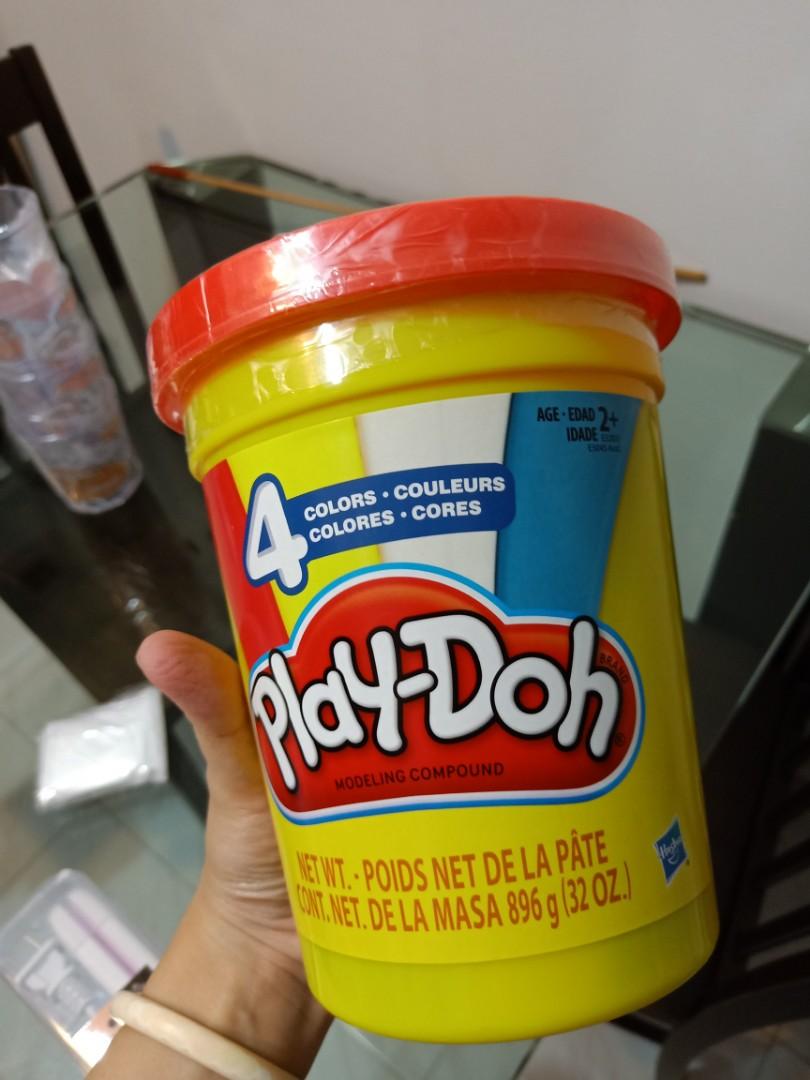 AGE · EDAD 2+
IDADE
4 COLORS · COULEURS
COLORES · CORES
Play-Doh
BRAND
®
MODELING COMPOUND
NET WT. · POIDS NET DE LA PÂTE
CONT. NET. DE LA MASA 896 g (32 OZ.)
Hasbro